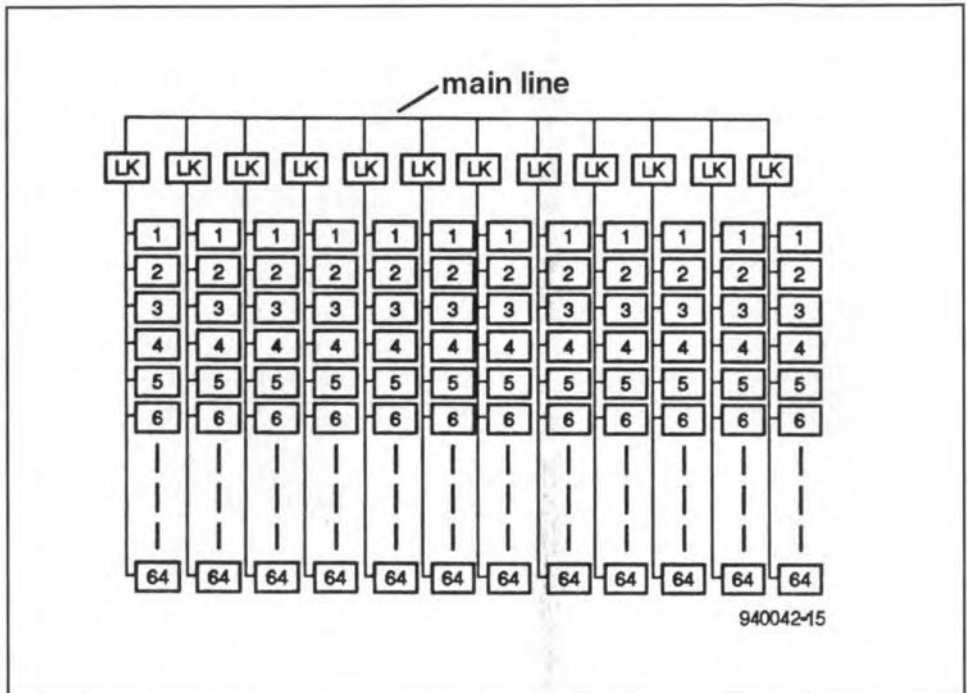 main line
LK LK LK LK LK LK LK LK LK LK LK LK
1 1 1 1 1 1 1 1 1 1 1 1
2 2 2 2 2 2 2 2 2 2 2 2
3 3 3 3 3 3 3 3 3 3 3 3
4 4 4 4 4 4 4 4 4 4 4 4
5 5 5 5 5 5 5 5 5 5 5 5
6 6 6 6 6 6 6 6 6 6 6 6
64 64 64 64 64 64 64 64 64 64 64 64
940042-15